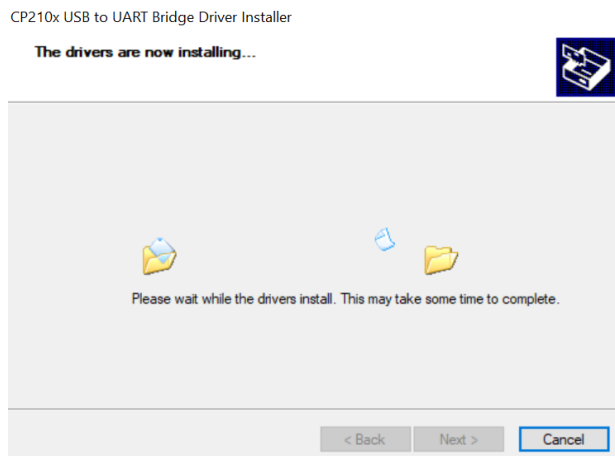 CP210x USB to UART Bridge Driver Installer
The drivers are now installing...
Please wait while the drivers install. This may take some time to complete.
< Back
Next >
Cancel